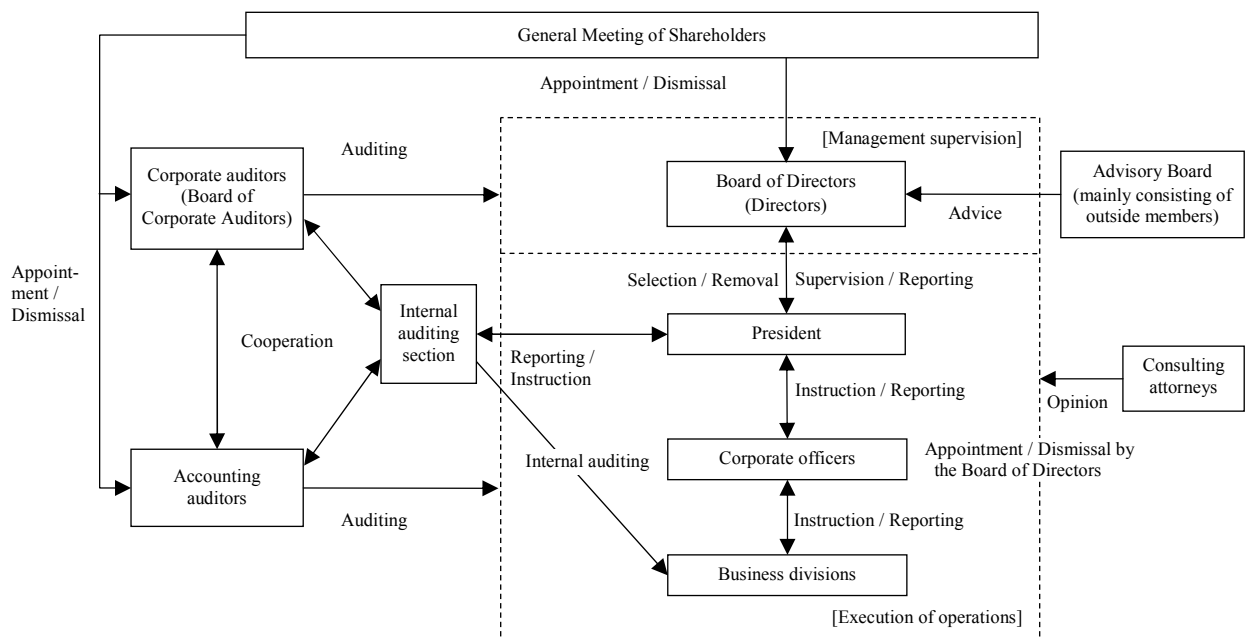 General Meeting of Shareholders
Appointment / Dismissal
[Management supervision]
Auditing
Corporate auditors
(Board of
Corporate Auditors)
Board of Directors
(Directors)
Advisory Board
(mainly consisting of
outside members)
Advice
Appoint-
ment /
Dismissal
Selection / Removal
Supervision / Reporting
Internal
auditing
section
Cooperation
President
Reporting /
Instruction
Consulting
attorneys
Opinion
Instruction / Reporting
Internal auditing
Corporate officers
Appointment / Dismissal by
the Board of Directors
Accounting
auditors
Auditing
Instruction / Reporting
Business divisions
[Execution of operations]